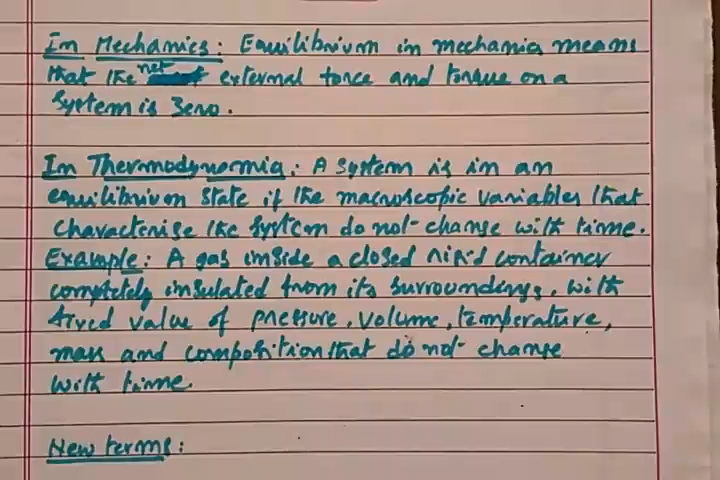 In Mechanics: Equilibrium in mechanics means
that the net external force and torque on a
system is zero.
In Thermodynamics: A system is in an
equilibrium state if the macroscopic variables that
characterise the system do not change with time.
Example: A gas inside a closed rigid container
completely insulated from its surroundings, with
fixed value of pressure, volume, temperature,
mass and composition that do not change
with time.
New terms: